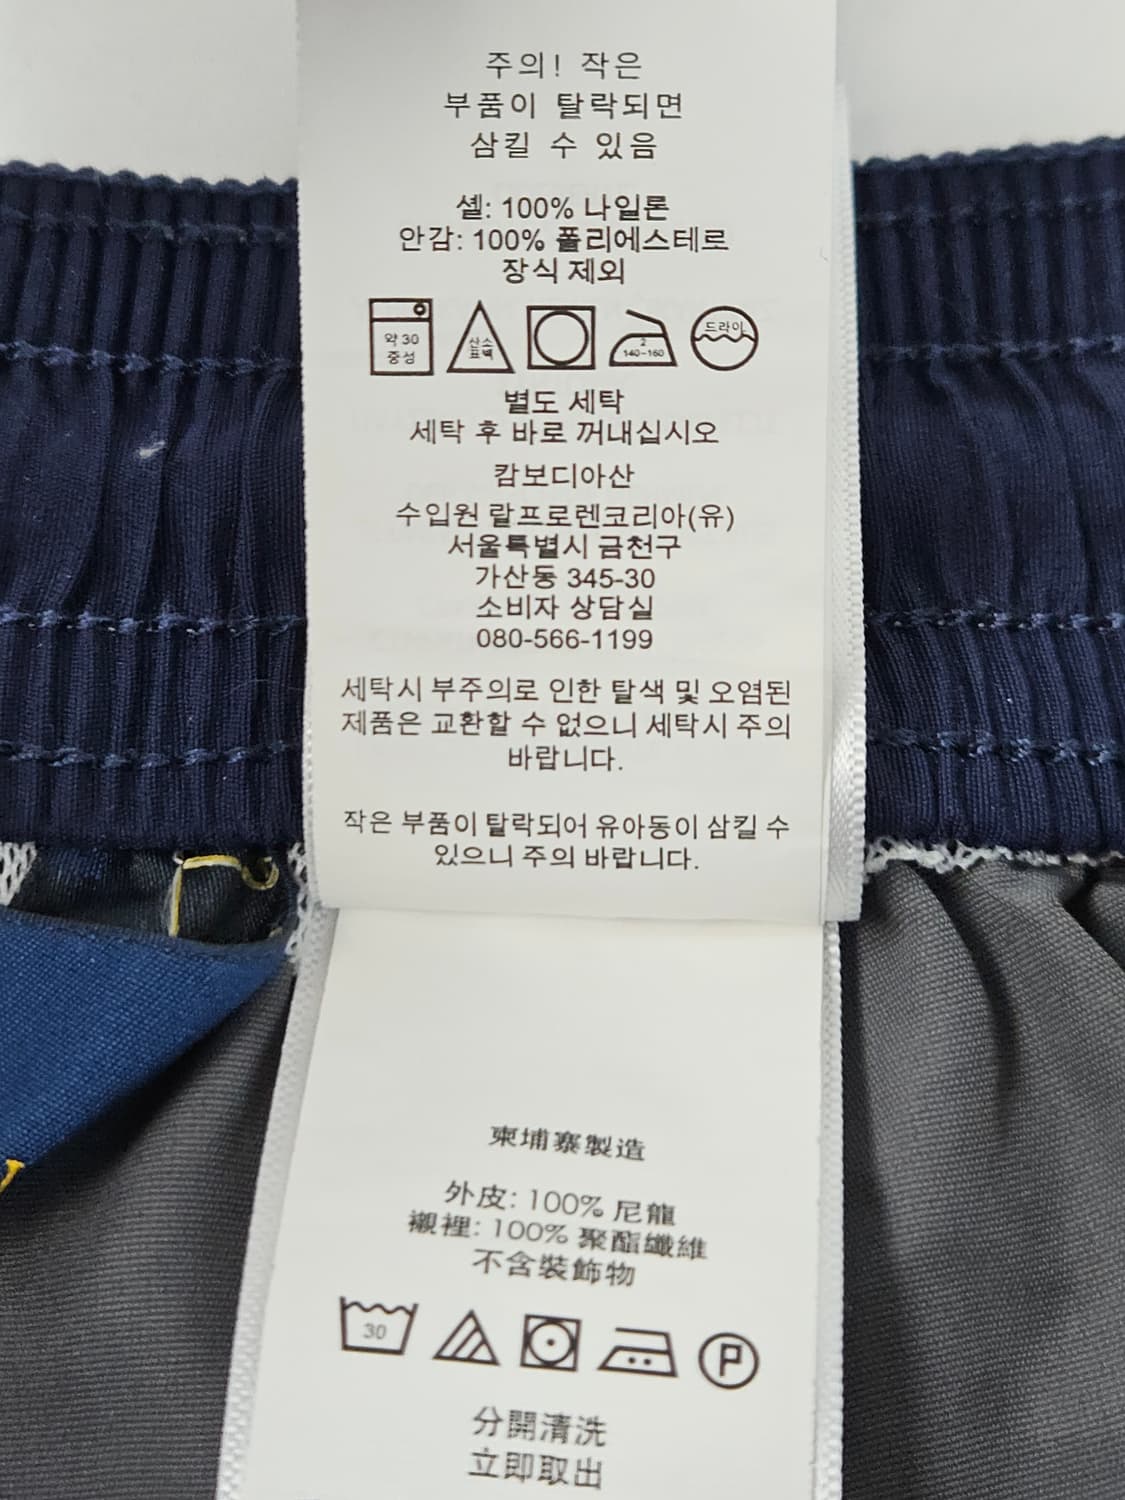 주의! 작은
부품이 탈락되면
삼킬 수 있음
셸: 100% 나일론
안감: 100% 폴리에스테르
장식 제외
약 30
중성
산소
표백
2
140~160
드라이
별도 세탁
세탁 후 바로 꺼내십시오
캄보디아산
수입원 랄프로렌코리아(유)
서울특별시 금천구
가산동 345-30
소비자 상담실
080-566-1199
세탁시 부주의로 인한 탈색 및 오염된
제품은 교환할 수 없으니 세탁시 주의
바랍니다.
작은 부품이 탈락되어 유아동이 삼킬 수
있으니 주의 바랍니다.
柬埔寨製造
外皮: 100% 尼龍
襯裡: 100% 聚酯纖維
不含裝飾物
30
P
分開清洗
立即取出